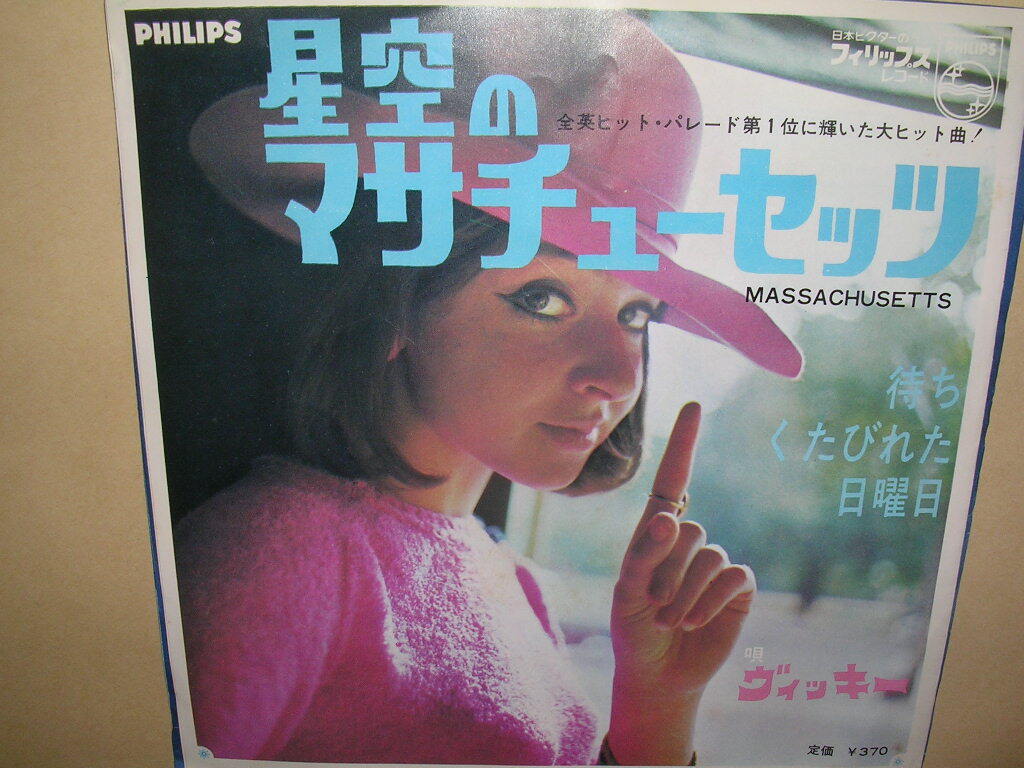 PHILIPS
日本ビクターの
フィリップス
レコード
PHILIPS
星空の
全英ヒット・パレード第1位に輝いた大ヒット曲!
マサチューセッツ
MASSACHUSETTS
待ち
くたびれた
日曜日
唄
ヴィッキー
定価 ¥370